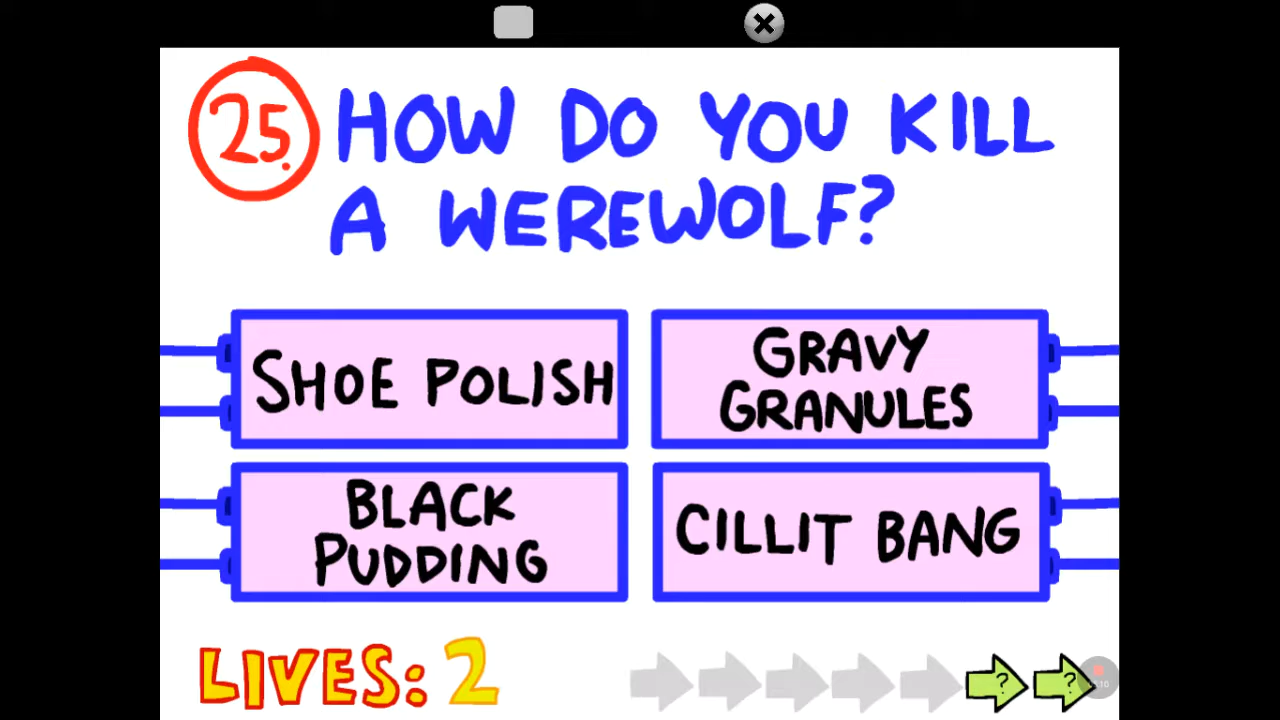 25.
HOW DO YOU KILL
A WEREWOLF?
SHOE POLISH
GRAVY
GRANULES
BLACK
PUDDING
CILLIT BANG
LIVES: 2
? ?